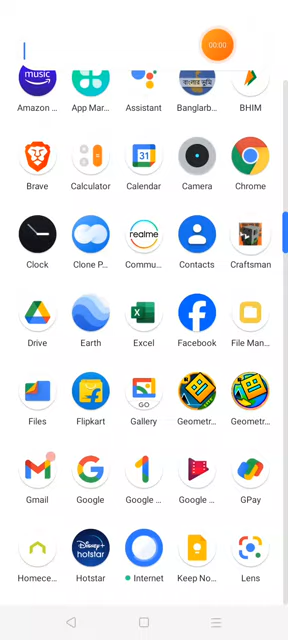 00:00
music
Amazon ...
App Mar...
Assistant
Banglarb...
BHIM
31
Brave
Calculator
Calendar
Camera
Chrome
realme
Clock
Clone P...
Commu...
Contacts
Craftsman
Drive
Earth
Excel
Facebook
File Man...
GO
Files
Flipkart
Gallery
Geometr...
Geometr...
Gmail
Google
Google ...
Google ...
GPay
Disney+
hotstar
Homece...
Hotstar
Internet
Keep No...
Lens